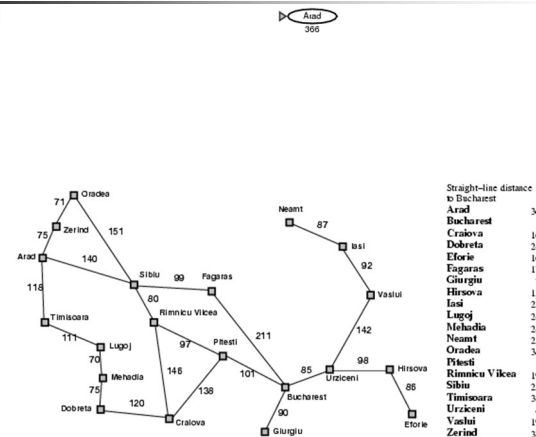 Arad
366
Oradea
71
Zerind
75
151
Arad
140
118
Sibiu
99
Fagaras
80
Timisoara
Rimnicu Vilcea
111
Lugoj
97
Pitesti
211
70
Mehadia
146
101
85
75
138
Bucharest
Dobreta
120
Craiova
90
Giurgiu
Neamt
87
Iasi
92
Vaslui
142
98
Hirsova
Urziceni
86
Eforie
Straight-line distance
to Bucharest
Arad
Bucharest
Craiova
Dobreta
Eforie
Fagaras
Giurgiu
Hirsova
Iasi
Lugoj
Mehadia
Neamt
Oradea
Pitesti
Rimnicu Vilcea
Sibiu
Timisoara
Urziceni
Vaslui
Zerind